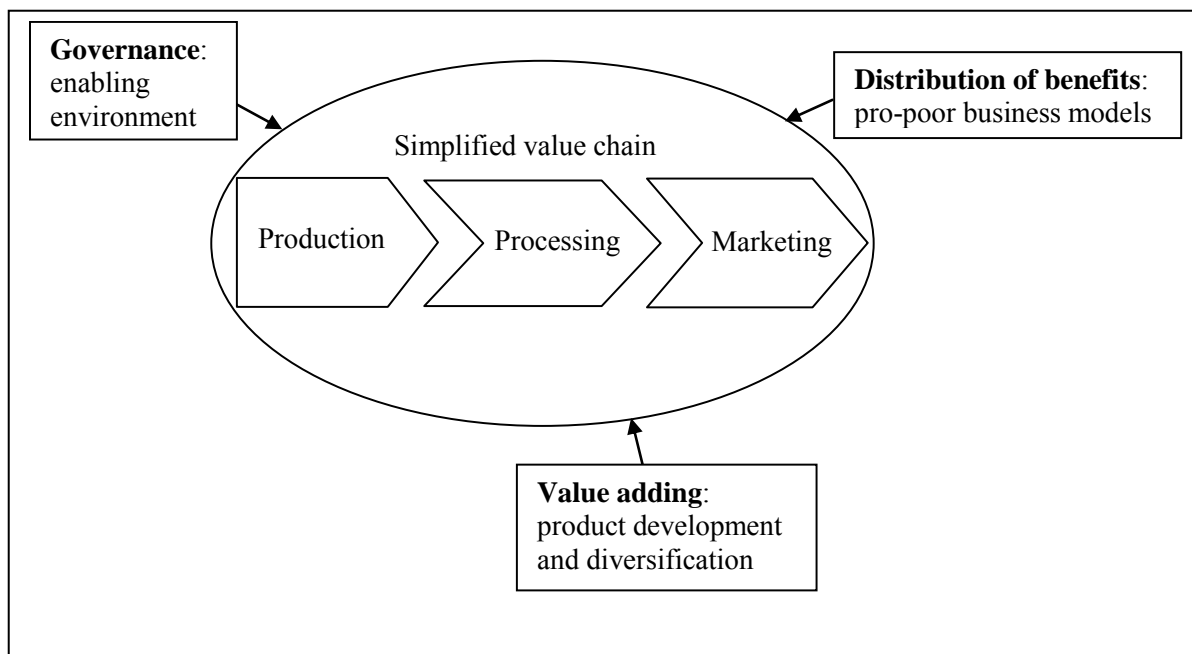 Governance:
enabling
environment
Distribution of benefits:
pro-poor business models
Simplified value chain
Production
Processing
Marketing
Value adding:
product development
and diversification